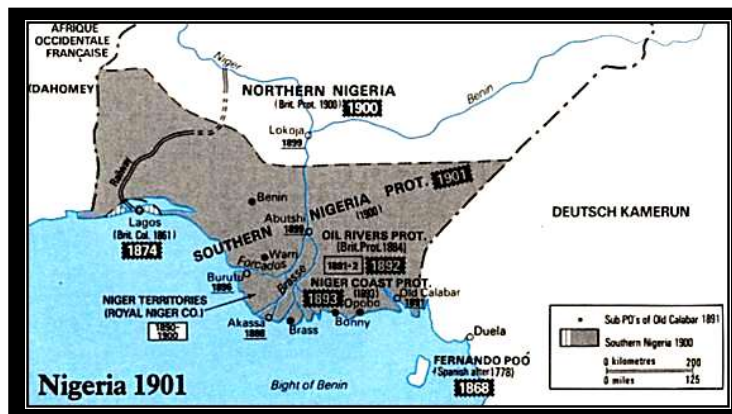 AFRIQUE
OCCIDENTALE
FRANÇAISE
(DAHOMEY)
Niger
NORTHERN NIGERIA
(Brit. Prot. 1900) 1900
Benin
Lokoja
1899
Railway
Benin
SOUTHERN NIGERIA PROT. 1901
(1900)
Abutshi
1899
Lagos
(Brit. Col. 1861)
1874
DEUTSCH KAMERUN
OIL RIVERS PROT.
(Brit. Prot. 1884)
1891-2 1892
Warri
Forcados
Burutu
1896
Brasse
NIGER COAST PROT.
1893 (1893)
Opobo
Old Calabar
1891
NIGER TERRITORIES
(ROYAL NIGER CO.)
1890-
1900
Akassa
1888
Brass
Bonny
Duela
FERNANDO POÓ
(Spanish after 1778)
1868
Sub PO's of Old Calabar 1891
Southern Nigeria 1900
0 kilometres 200
0 miles 125
Nigeria 1901
Bight of Benin